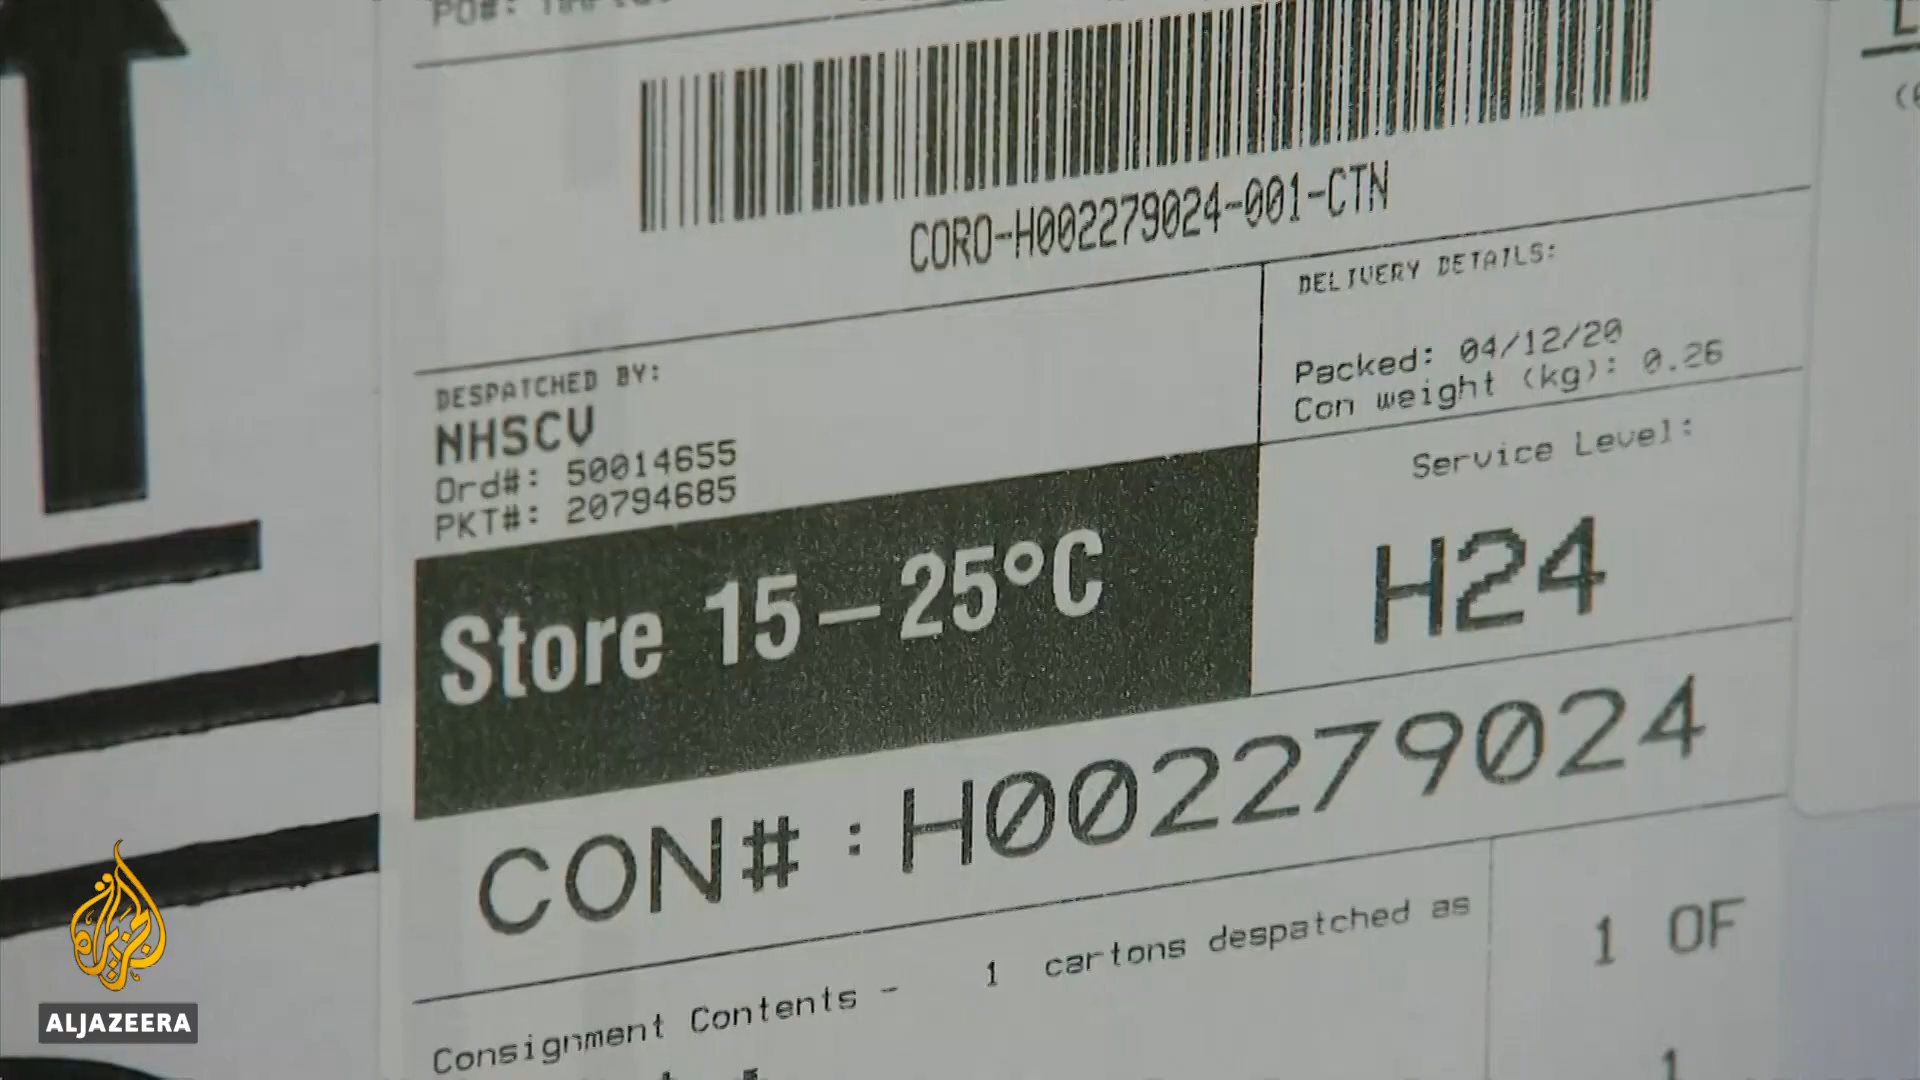 PO#:
CORO-H002279024-001-CTN
DELIVERY DETAILS:
Packed: 04/12/20
Con weight (kg): 0.26
DESPATCHED BY:
NHSCV
Ord#: 50014655
PKT#: 20794685
Service Level:
H24
Store 15–25°C
CON# : H002279024
Consignment Contents - 1 cartons despatched as
1 OF
1
الجزيرة
ALJAZEERA